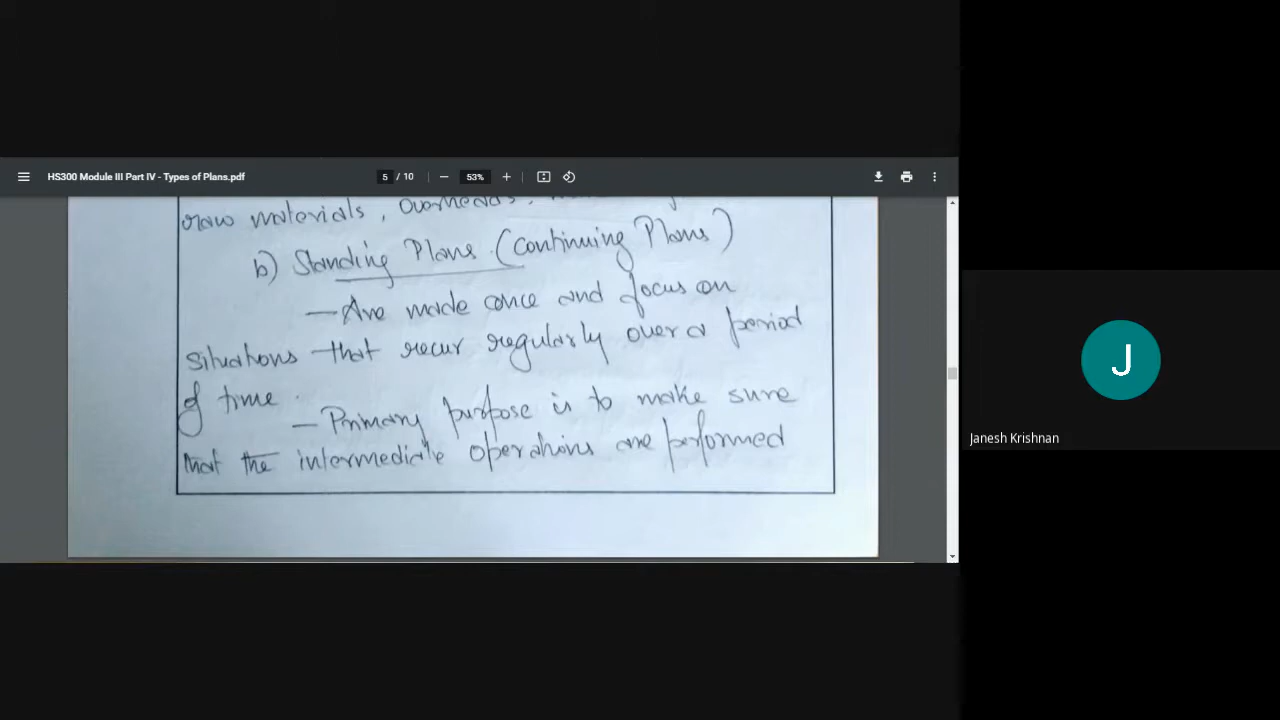 HS300 Module III Part IV - Types of Plans.pdf 5 / 10 53%
raw materials, Overheads,
b) Standing Plans (Continuing Plans)
— Are made once and focus on
situations that recur regularly over a period
of time.
— Primary purpose is to make sure
that the intermediate operations are performed
J
Janesh Krishnan